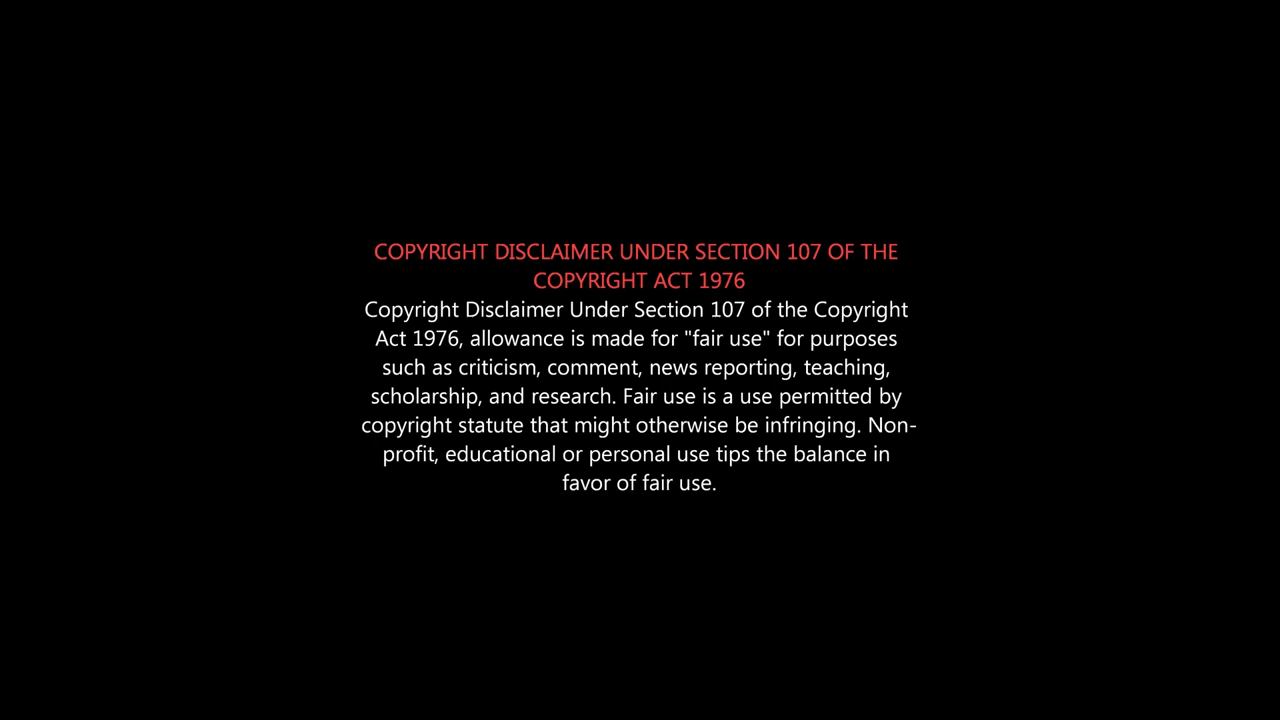 COPYRIGHT DISCLAIMER UNDER SECTION 107 OF THE
COPYRIGHT ACT 1976
Copyright Disclaimer Under Section 107 of the Copyright
Act 1976, allowance is made for "fair use" for purposes
such as criticism, comment, news reporting, teaching,
scholarship, and research. Fair use is a use permitted by
copyright statute that might otherwise be infringing. Non-
profit, educational or personal use tips the balance in
favor of fair use.